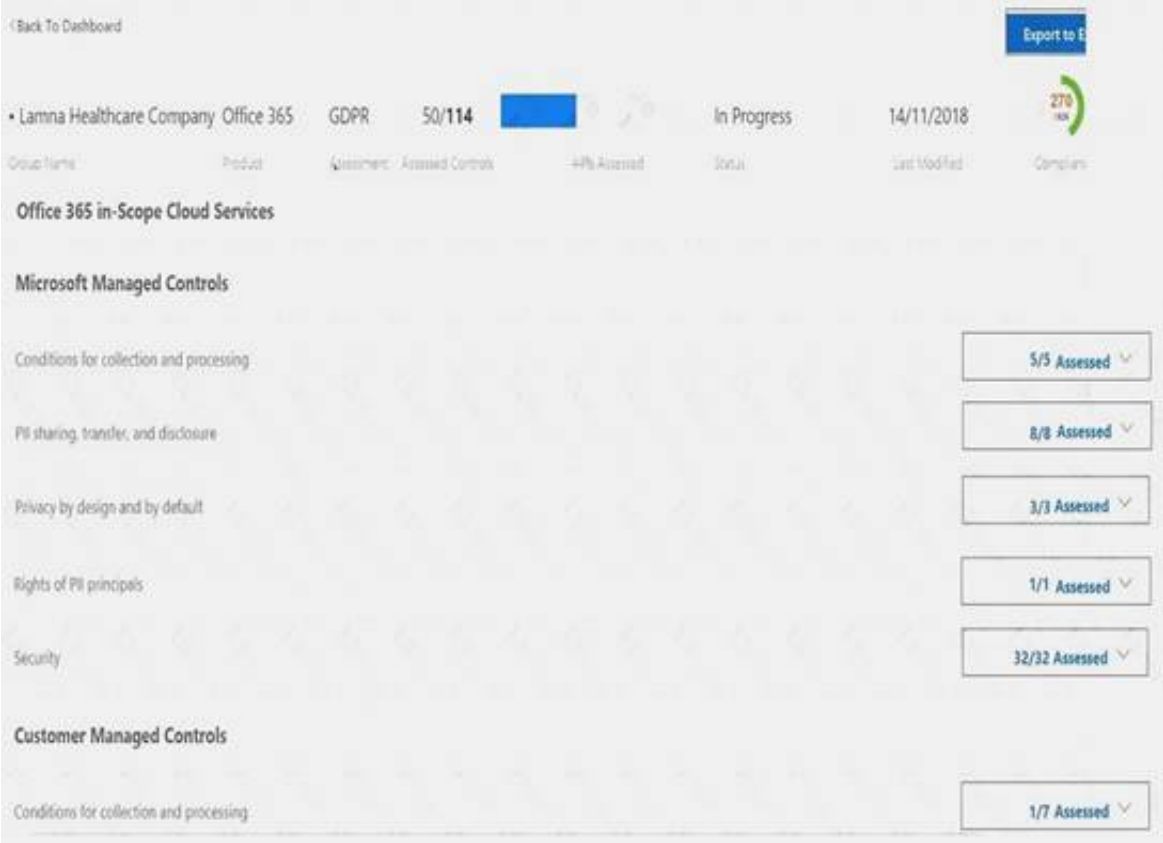 ‹Back To Dashboard
Export to E
• Lamna Healthcare Company Office 365 GDPR 50/114 In Progress 14/11/2018 270
Group Name Product Assessment Assessed Controls Assessed Status Last Modified Complian
Office 365 in-Scope Cloud Services
Microsoft Managed Controls
Conditions for collection and processing 5/5 Assessed
PII sharing, transfer, and disclosure 8/8 Assessed
Privacy by design and by default 3/3 Assessed
Rights of PII principals 1/1 Assessed
Security 32/32 Assessed
Customer Managed Controls
Conditions for collection and processing 1/7 Assessed